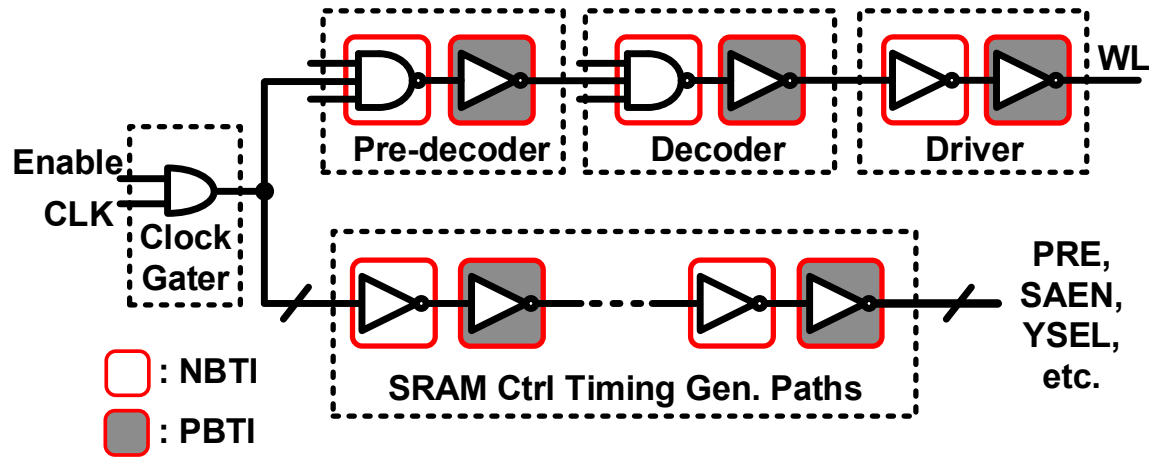 WL
Pre-decoder
Decoder
Driver
Enable
CLK
Clock
Gater
PRE,
SAEN,
YSEL,
etc.
SRAM Ctrl Timing Gen. Paths
: NBTI
: PBTI